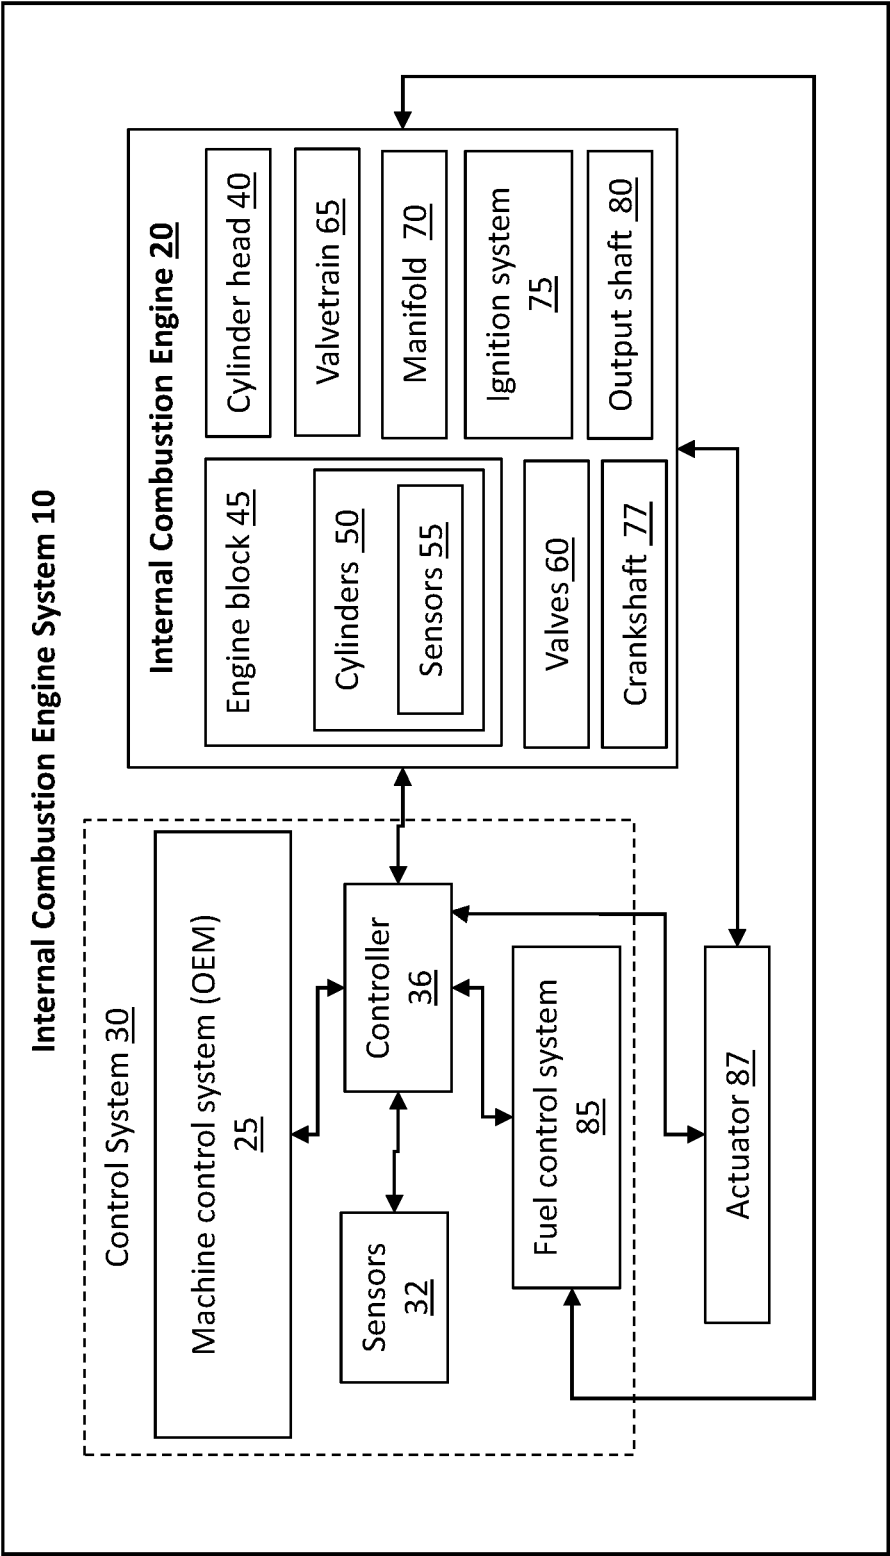 Internal Combustion Engine System 10
Control System 30
Machine control system (OEM)
25
Sensors
32
Controller
36
Fuel control system
85
Actuator 87
Internal Combustion Engine 20
Engine block 45
Cylinders 50
Sensors 55
Valves 60
Crankshaft 77
Cylinder head 40
Valvetrain 65
Manifold 70
Ignition system
75
Output shaft 80